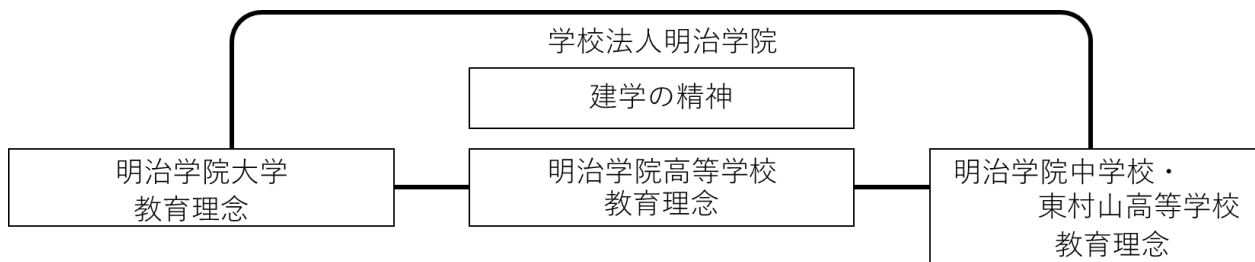 学校法人明治学院
建学の精神
明治学院大学
教育理念
明治学院高等学校
教育理念
明治学院中学校・
東村山高等学校
教育理念